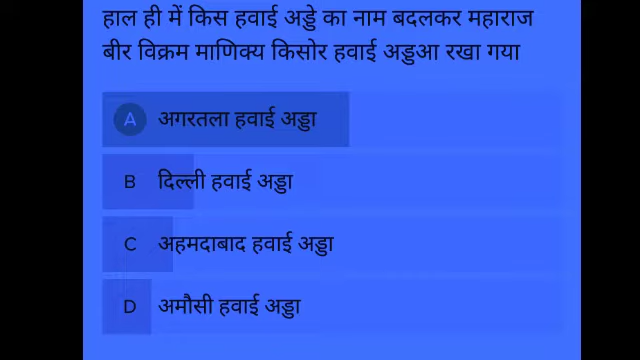 हाल ही में किस हवाई अड्डे का नाम बदलकर महाराज
बीर विक्रम माणिक्य किसोर हवाई अड्डआ रखा गया
A अगरतला हवाई अड्डा
B दिल्ली हवाई अड्डा
C अहमदाबाद हवाई अड्डा
D अमौसी हवाई अड्डा